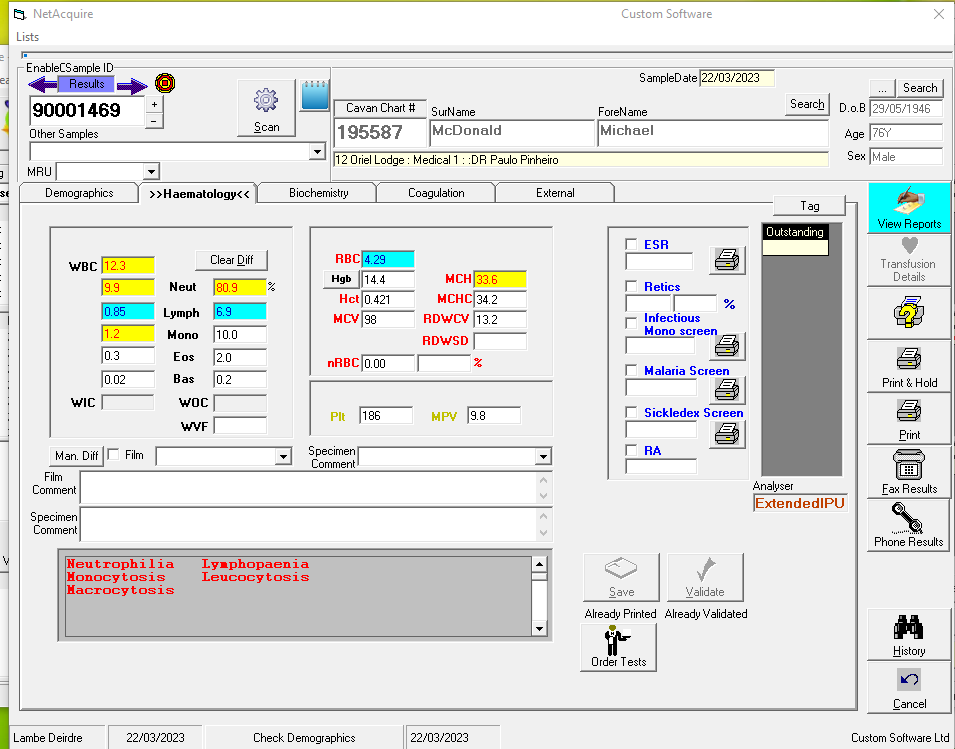 NetAcquire Custom Software
Lists
EnableCSample ID
Results
90001469
+
-
Scan
Other Samples
MRU
SampleDate 22/03/2023
Cavan Chart # SurName ForeName Search
195587 McDonald Michael
12 Oriel Lodge : Medical 1 : :DR Paulo Pinheiro
... Search
D.o.B 29/05/1946
Age 76Y
Sex Male
Demographics >>Haematology<< Biochemistry Coagulation External
Tag
WBC 12.3 Clear Diff
9.9 Neut 80.9 %
0.85 Lymph 6.9
1.2 Mono 10.0
0.3 Eos 2.0
0.02 Bas 0.2
WIC WOC
WVF
RBC 4.29
Hgb 14.4 MCH 33.6
Hct 0.421 MCHC 34.2
MCV 98 RDWCV 13.2
RDWSD
nRBC 0.00 %
Plt 186 MPV 9.8
ESR
Retics
%
Infectious
Mono screen
Malaria Screen
Sickledex Screen
RA
Outstanding
Analyser
ExtendedIPU
Man. Diff Film Specimen
Comment
Film
Comment
Specimen
Comment
Neutrophilia Lymphopaenia
Monocytosis Leucocytosis
Macrocytosis
Save Validate
Already Printed Already Validated
Order Tests
View Reports
Transfusion
Details
Print & Hold
Print
Fax Results
Phone Results
History
Cancel
Lambe Deirdre 22/03/2023 Check Demographics 22/03/2023 Custom Software Ltd